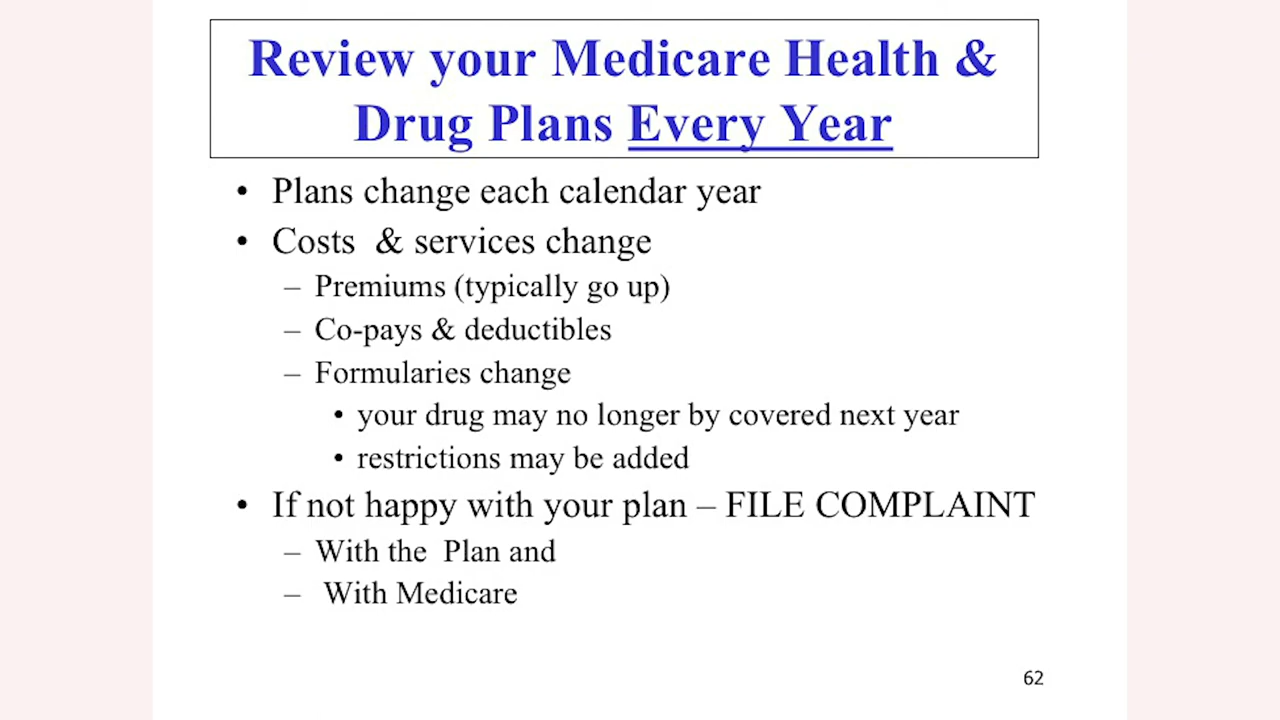 Review your Medicare Health &
Drug Plans Every Year
• Plans change each calendar year
• Costs & services change
– Premiums (typically go up)
– Co-pays & deductibles
– Formularies change
• your drug may no longer by covered next year
• restrictions may be added
• If not happy with your plan – FILE COMPLAINT
– With the Plan and
– With Medicare
62